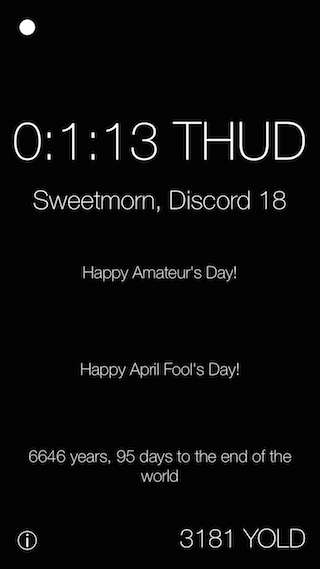 0:1:13 THUD
Sweetmorn, Discord 18
Happy Amateur's Day!
Happy April Fool's Day!
6646 years, 95 days to the end of the
world
3181 YOLD